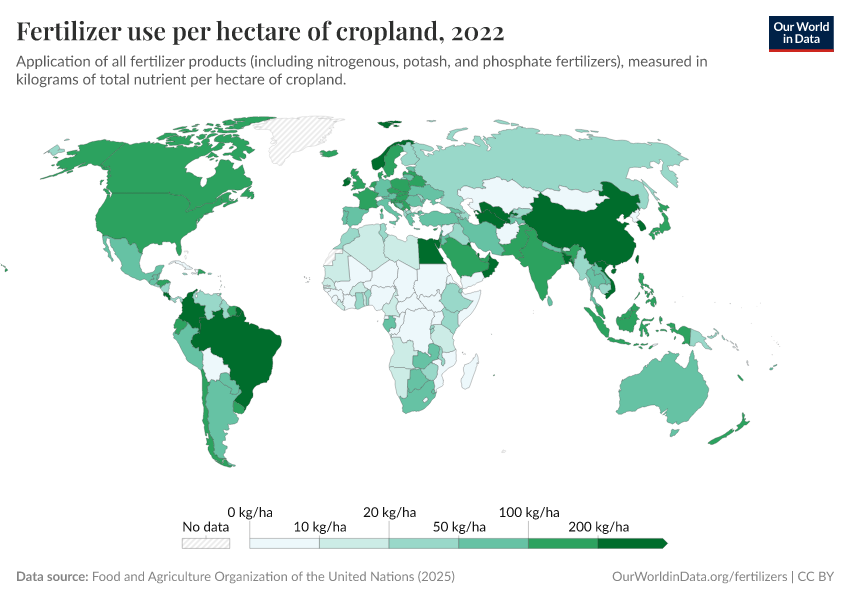 Fertilizer use per hectare of cropland, 2022
Our World
in Data
Application of all fertilizer products (including nitrogenous, potash, and phosphate fertilizers), measured in
kilograms of total nutrient per hectare of cropland.
No data
0 kg/ha
10 kg/ha
20 kg/ha
50 kg/ha
100 kg/ha
200 kg/ha
Data source: Food and Agriculture Organization of the United Nations (2025)
OurWorldinData.org/fertilizers | CC BY